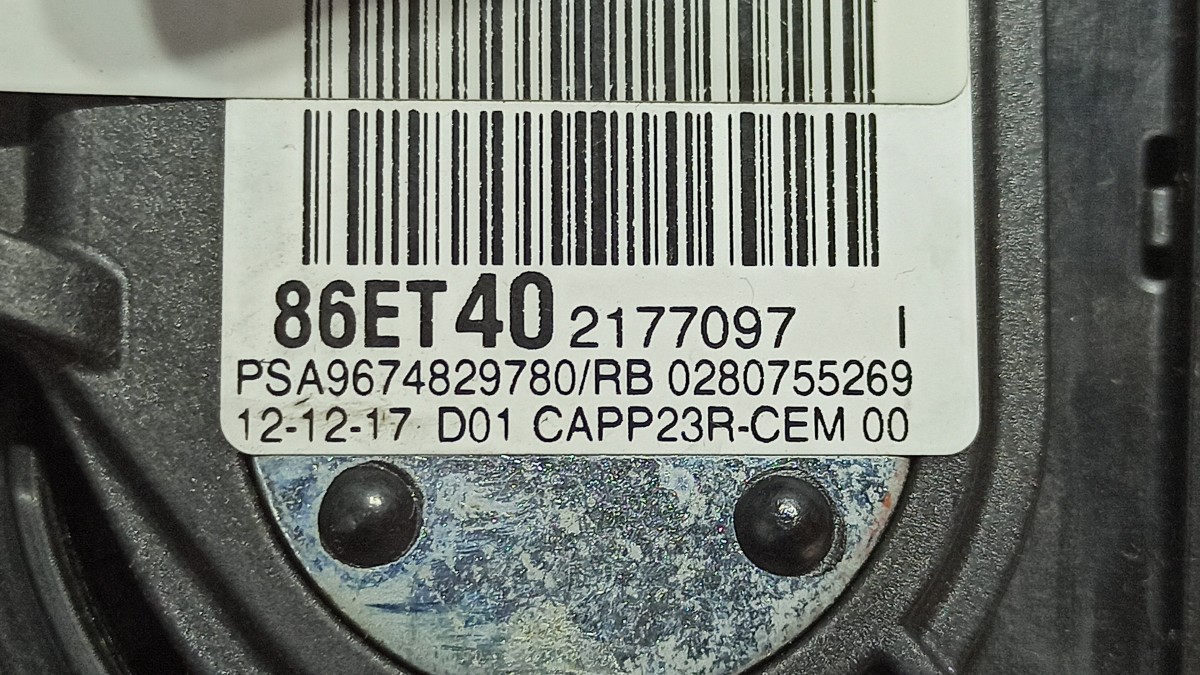 86ET40 2177097 I
PSA9674829780/RB 0280755269
12-12-17 D01 CAPP23R-CEM 00